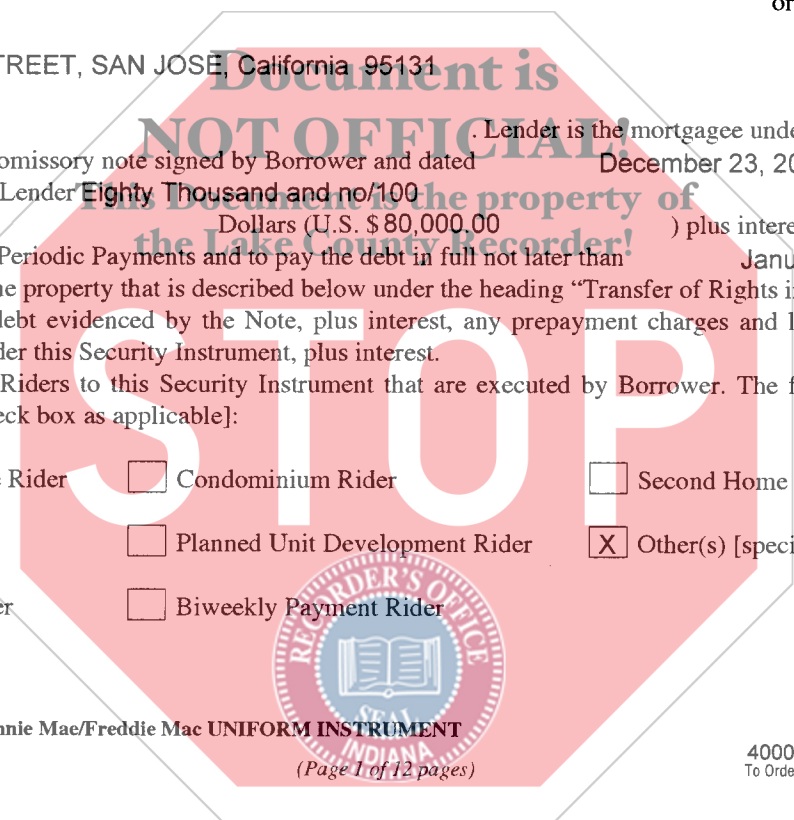 or
TREET, SAN JOSE, California 95131
Document is
NOT OFFICIAL!
. Lender is the mortgagee unde
omissory note signed by Borrower and dated December 23, 20
Lender Eighty Thousand and no/100
This Document is the property of
Dollars (U.S. $ 80,000.00 ) plus intere
the Lake County Recorder!
Periodic Payments and to pay the debt in full not later than Janu
ne property that is described below under the heading “Transfer of Rights i
debt evidenced by the Note, plus interest, any prepayment charges and l
der this Security Instrument, plus interest.
Riders to this Security Instrument that are executed by Borrower. The f
eck box as applicable]:
STOP
Rider Condominium Rider Second Home
Planned Unit Development Rider X Other(s) [speci
er Biweekly Payment Rider
RECORDER'S OFFICE
SEAL
INDIANA
nnie Mae/Freddie Mac UNIFORM INSTRUMENT
(Page 1 of 12 pages)
4000
To Orde